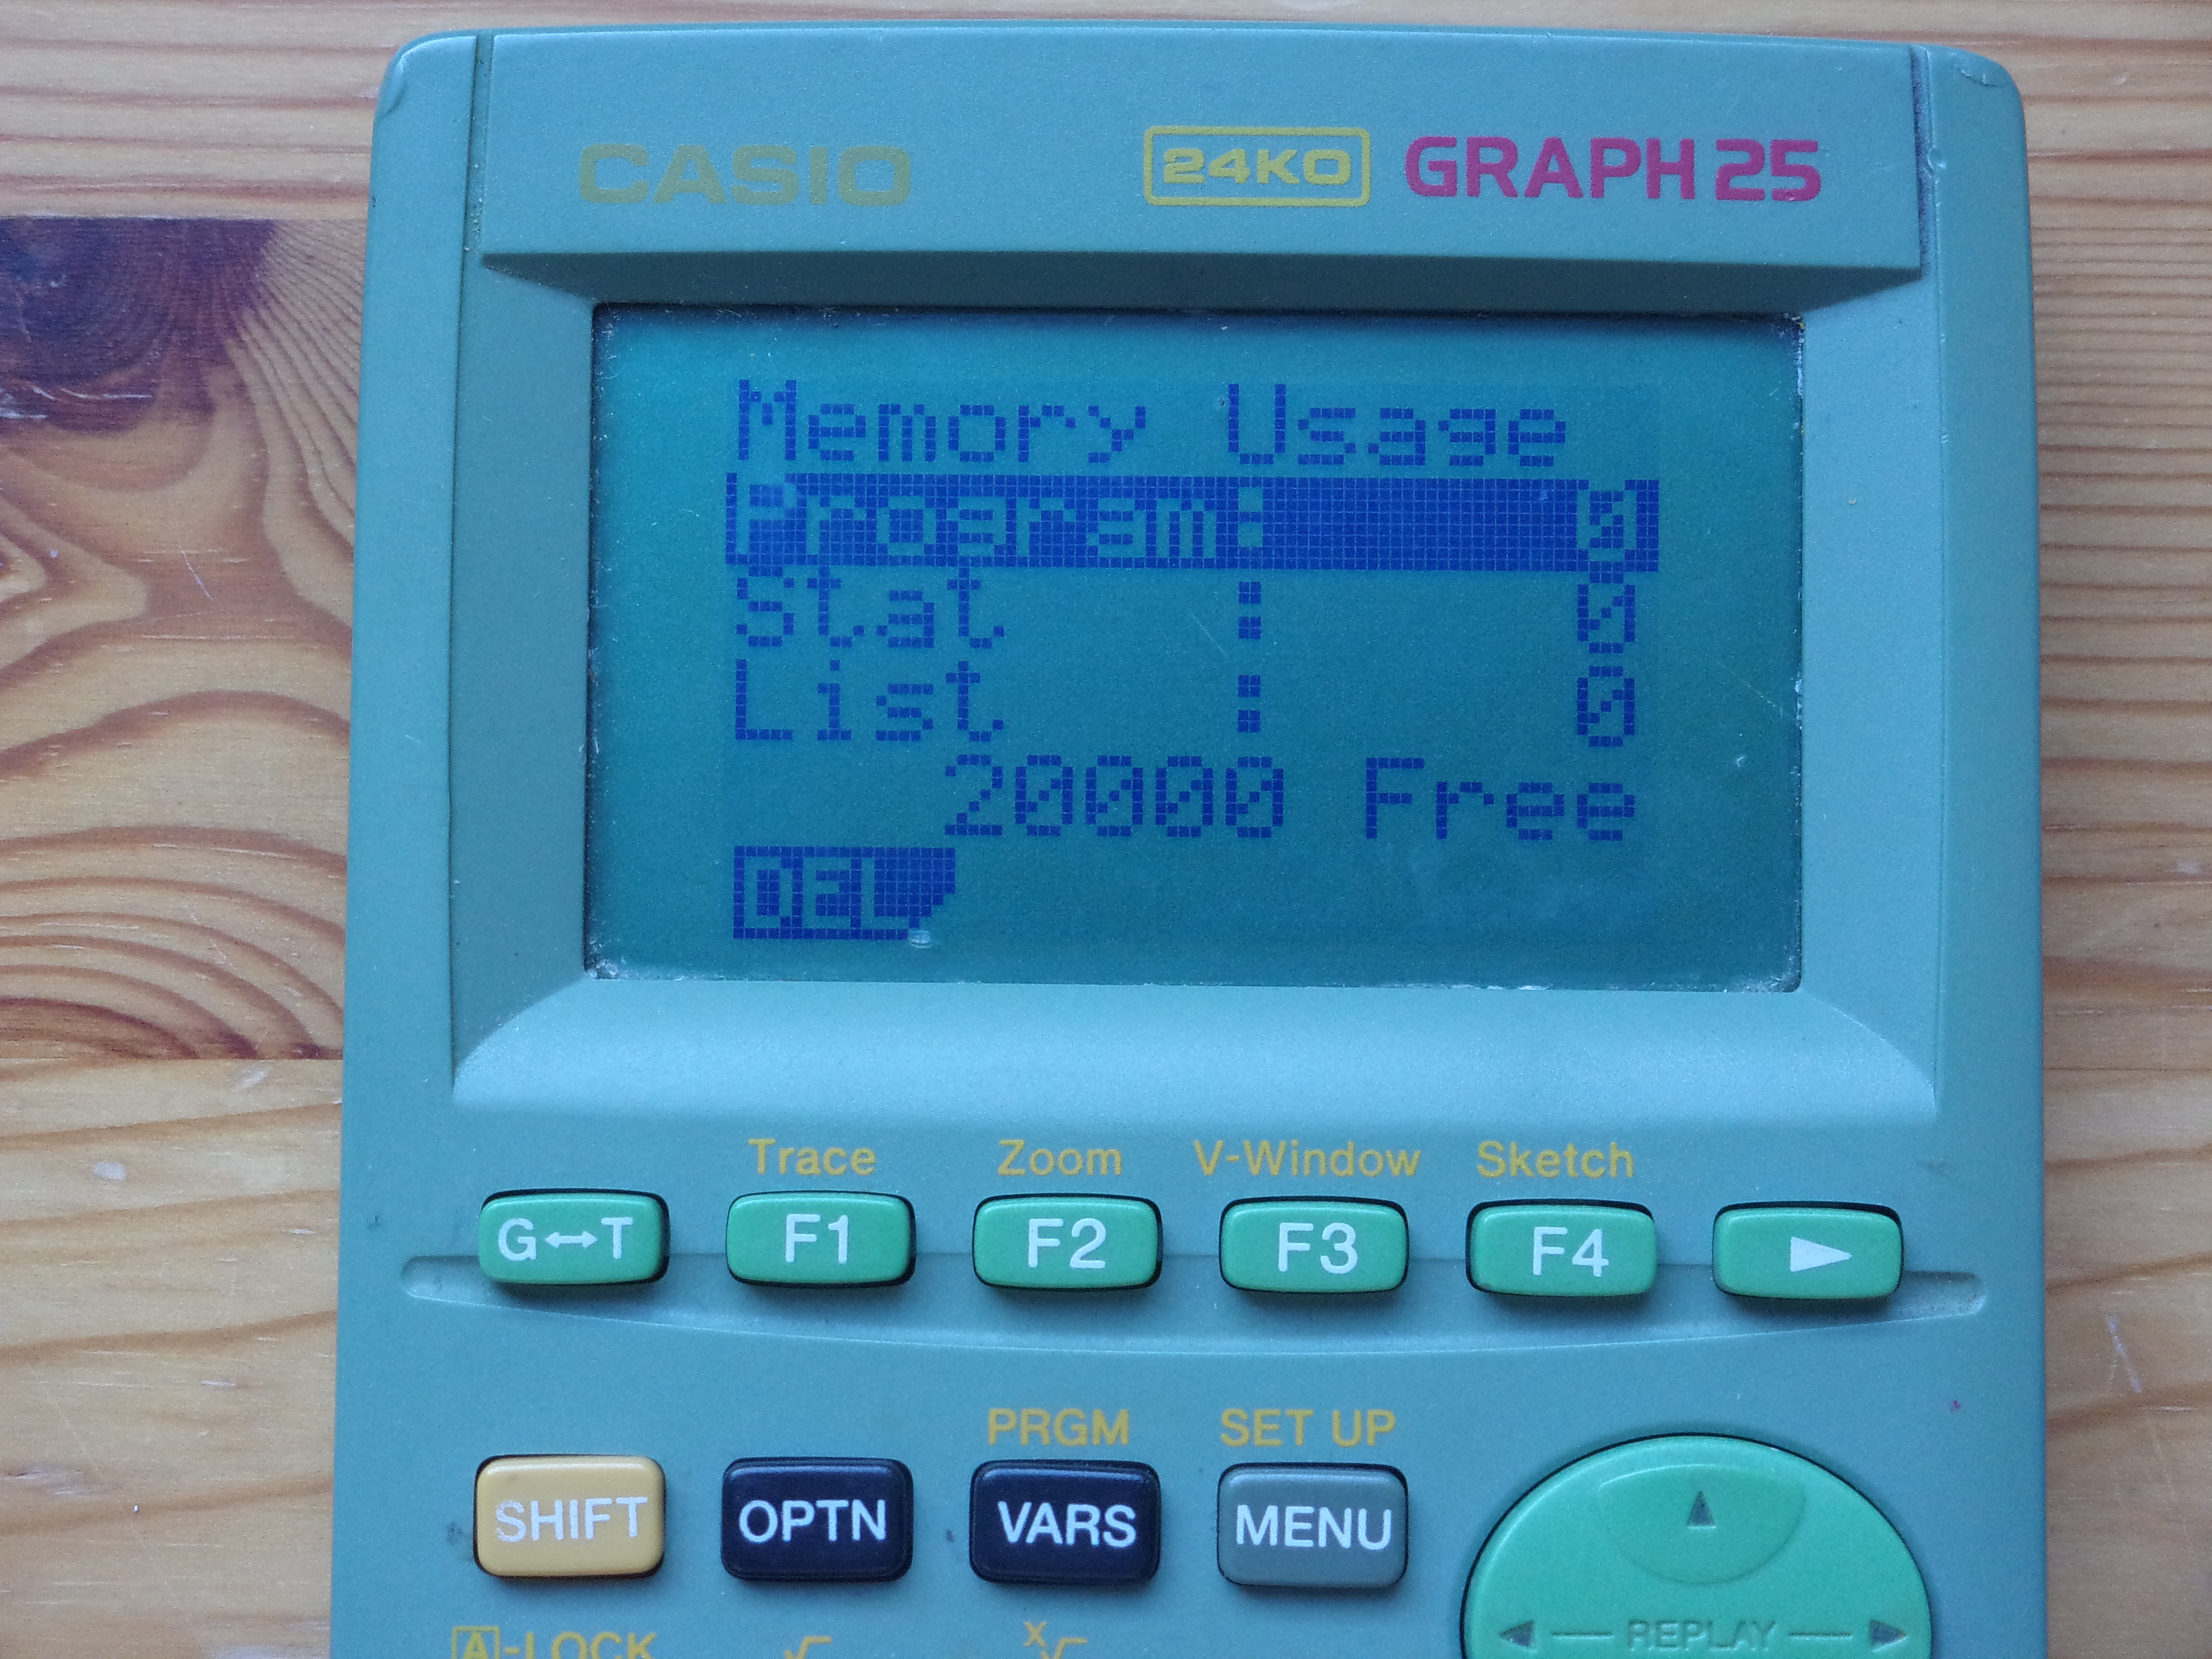 CASIO 24KO GRAPH 25
Memory Usage
Program: 0
Stat : 0
List : 0
20000 Free
DEL
Trace Zoom V-Window Sketch
G↔T F1 F2 F3 F4 ►
PRGM SET UP
SHIFT OPTN VARS MENU
A-LOCK √ ˣ√
REPLAY